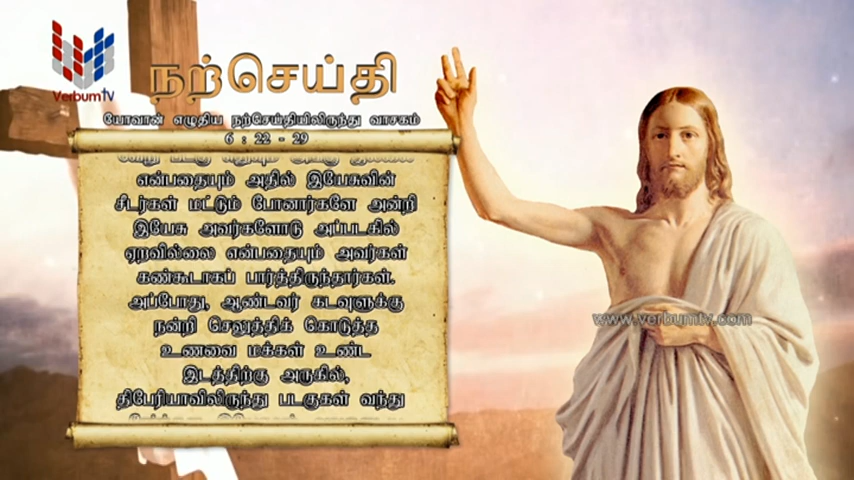 VerbumTV
நற்செய்தி
யோவான் எழுதிய நற்செய்தியிலிருந்து வாசகம்
6 : 22 - 29
என்பதையும் அதில் இயேசுவின்
சீடர்கள் மட்டும் போனார்களே அன்றி
இயேசு அவர்களோடு அப்படகில்
ஏறவில்லை என்பதையும் அவர்கள்
கண்கூடாகப் பார்த்திருந்தார்கள்.
அப்போது, ஆண்டவர் கடவுளுக்கு
நன்றி செலுத்திக் கொடுத்த
உணவை மக்கள் உண்ட
இடத்திற்கு அருகில்,
திபேரியாவிலிருந்து படகுகள் வந்து
www.verbumtv.com